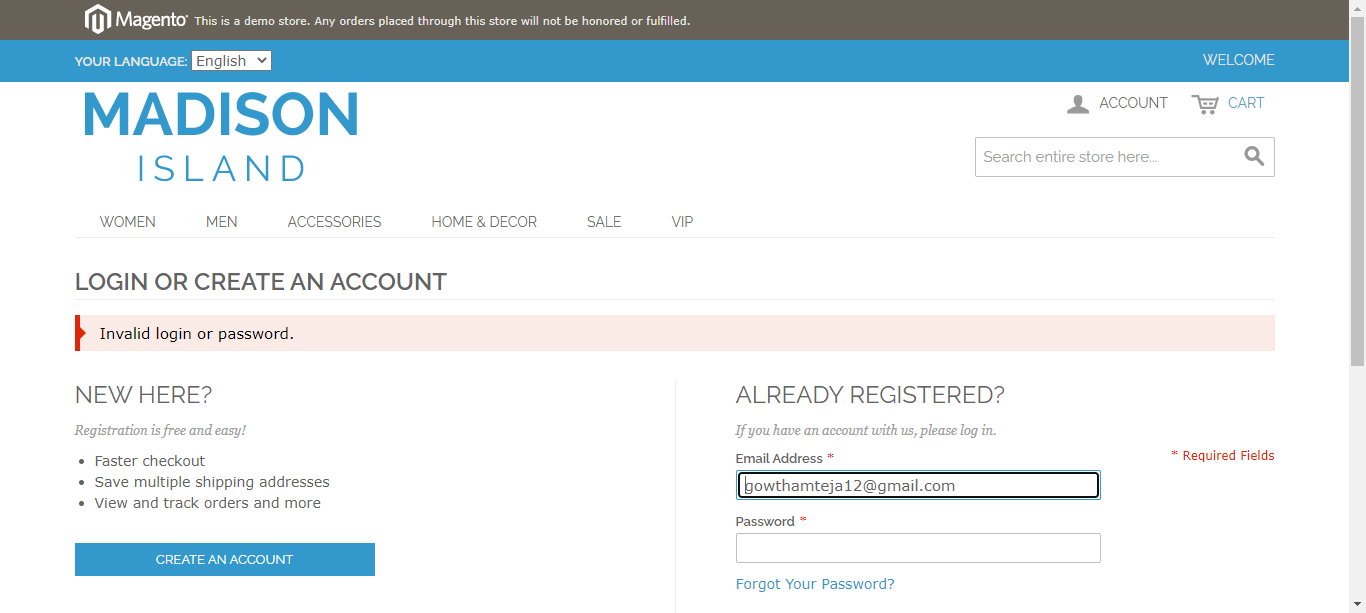 Magento This is a demo store. Any orders placed through this store will not be honored or fulfilled.
YOUR LANGUAGE: English WELCOME
MADISON
ISLAND
ACCOUNT CART
Search entire store here...
WOMEN MEN ACCESSORIES HOME & DECOR SALE VIP
LOGIN OR CREATE AN ACCOUNT
Invalid login or password.
NEW HERE?
Registration is free and easy!
• Faster checkout
• Save multiple shipping addresses
• View and track orders and more
CREATE AN ACCOUNT
ALREADY REGISTERED?
If you have an account with us, please log in.
* Required Fields
Email Address *
gowthamteja12@gmail.com
Password *
Forgot Your Password?